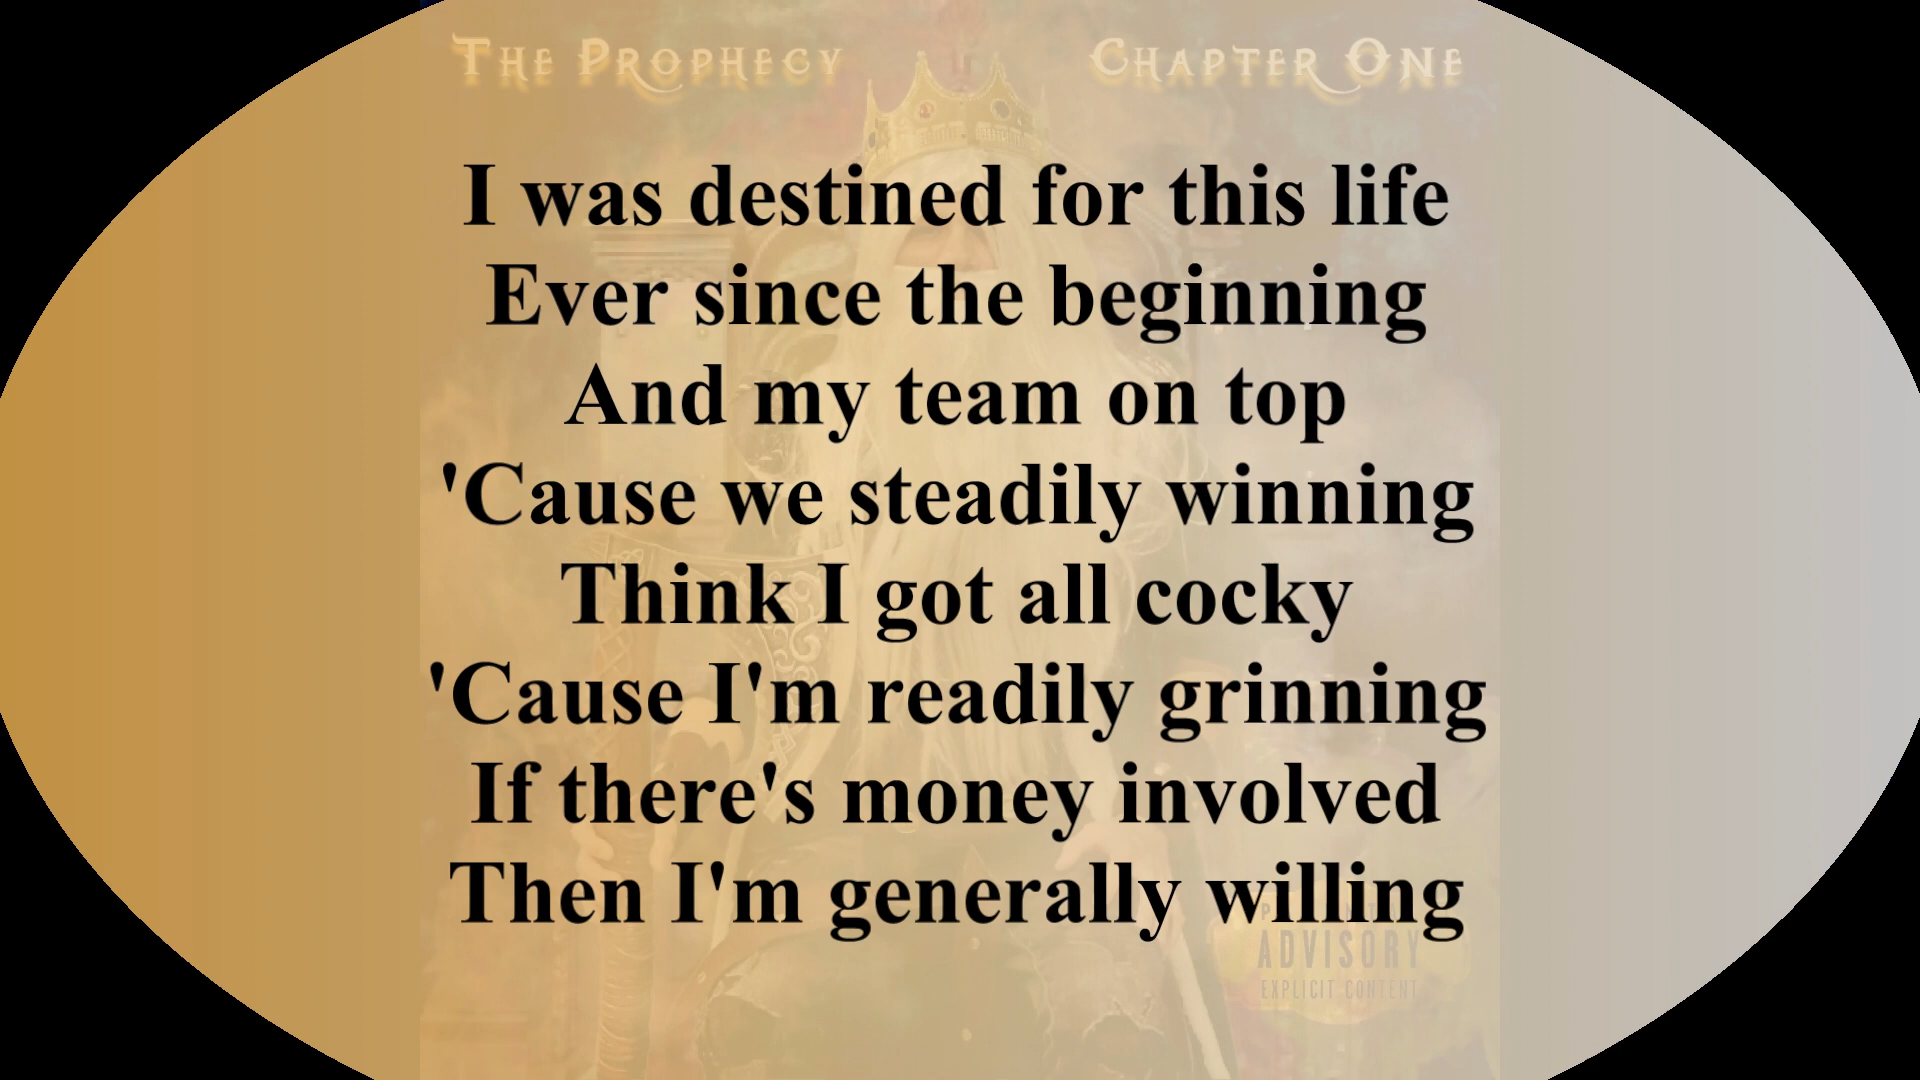 The Prophecy Chapter One
I was destined for this life
Ever since the beginning
And my team on top
'Cause we steadily winning
Think I got all cocky
'Cause I'm readily grinning
If there's money involved
Then I'm generally willing
ADVISORY
EXPLICIT CONTENT